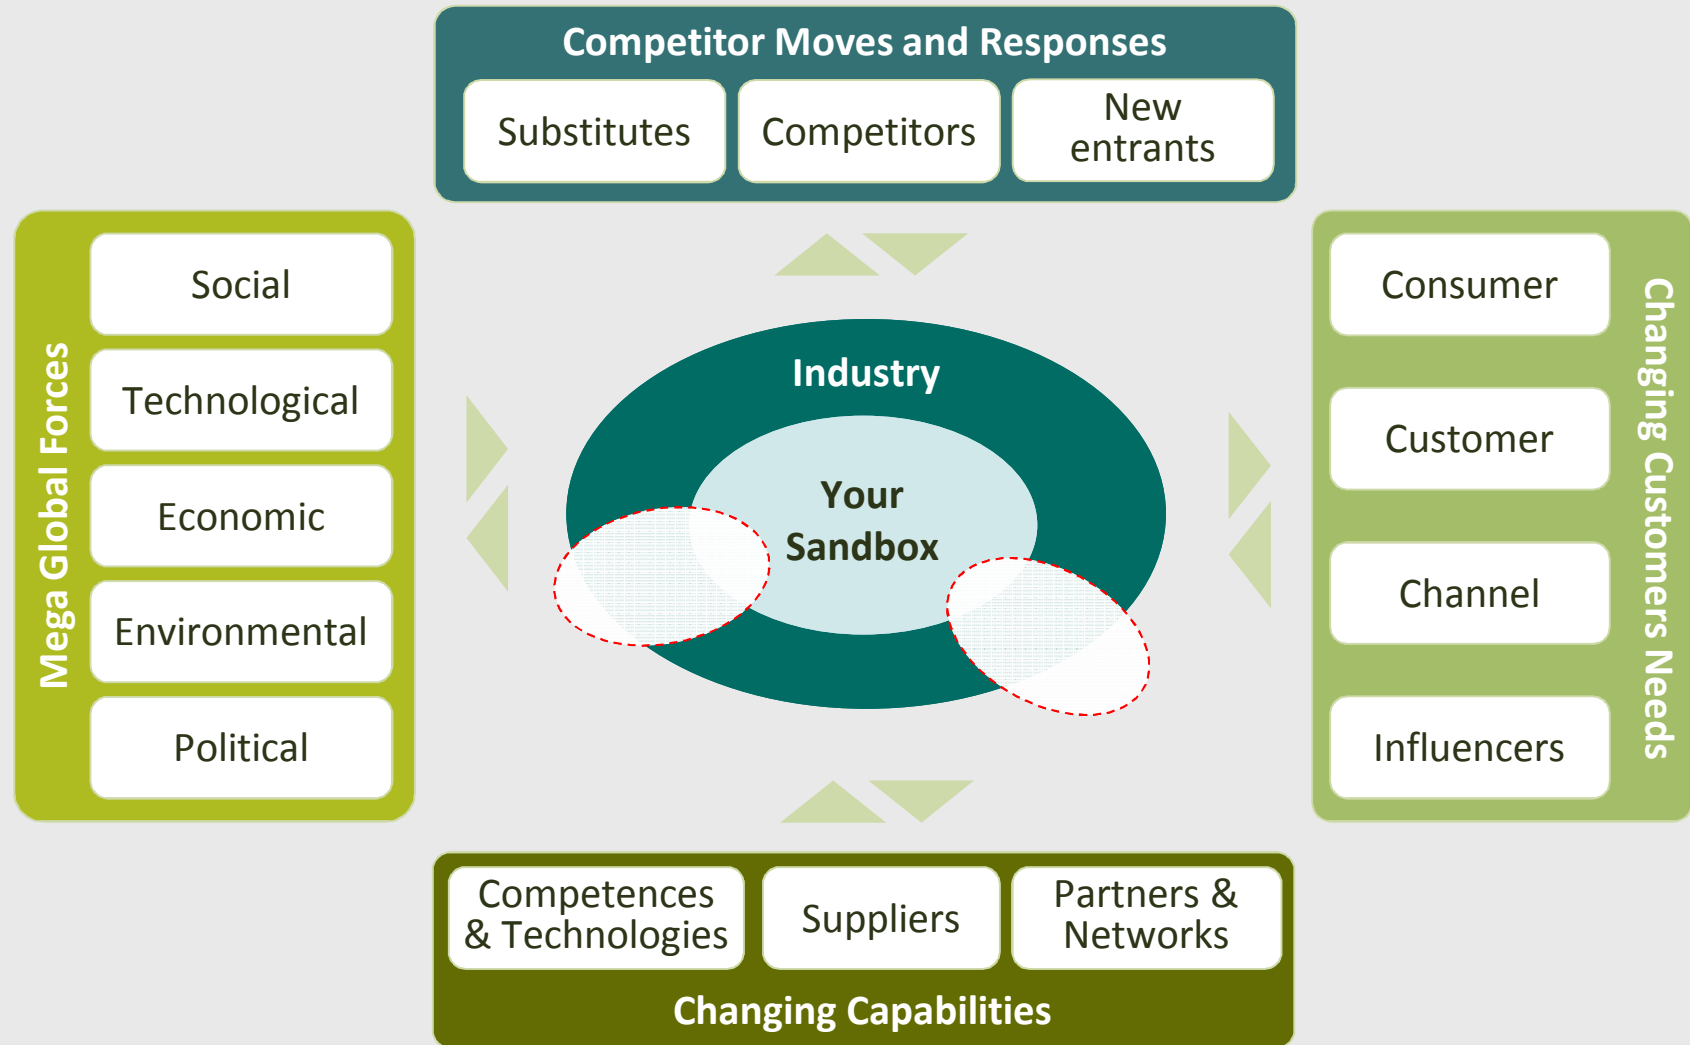 Competitor Moves and Responses
Substitutes
Competitors
New
entrants
Mega Global Forces
Social
Technological
Economic
Environmental
Political
Industry
Your
Sandbox
Consumer
Customer
Channel
Influencers
Changing Customers Needs
Competences
& Technologies
Suppliers
Partners &
Networks
Changing Capabilities